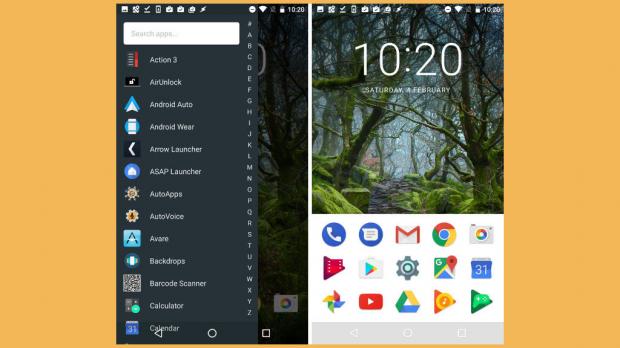 10:20
Search apps...
Action 3
AirUnlock
Android Auto
Android Wear
Arrow Launcher
ASAP Launcher
AutoApps
AutoVoice
Avare
Backdrops
Barcode Scanner
Calculator
Calendar
#
A
B
C
D
E
F
G
H
I
J
K
L
M
N
O
P
Q
R
S
T
U
V
W
X
Y
Z
31
10:20
10:20
SATURDAY, 4 FEBRUARY
31